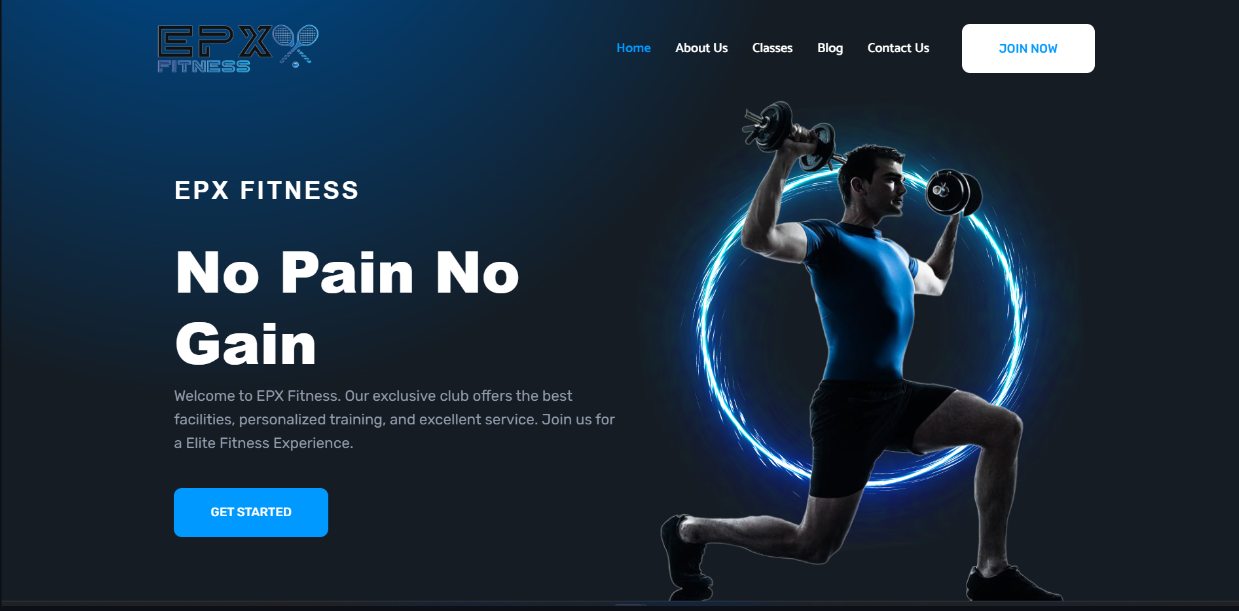 EPX
FITNESS
Home About Us Classes Blog Contact Us JOIN NOW
EPX FITNESS
No Pain No
Gain
Welcome to EPX Fitness. Our exclusive club offers the best
facilities, personalized training, and excellent service. Join us for
a Elite Fitness Experience.
GET STARTED